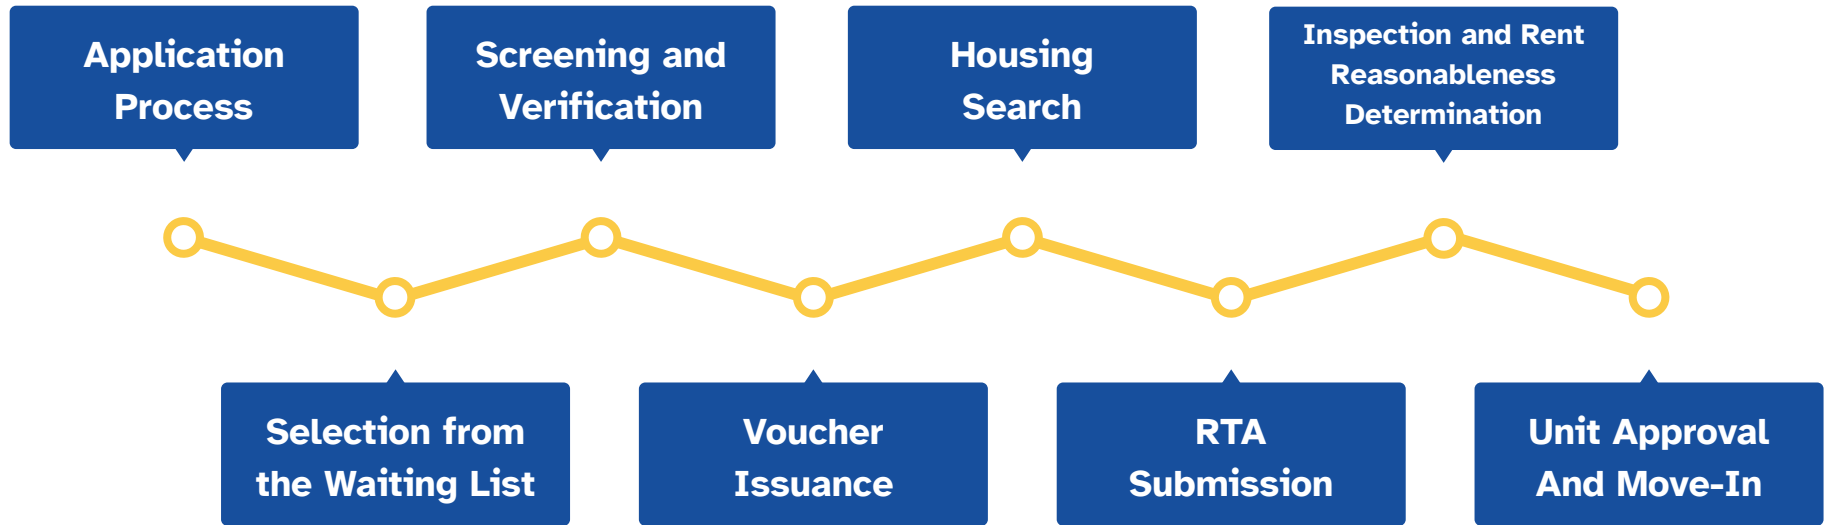 Application
Process
Selection from
the Waiting List
Screening and
Verification
Voucher
Issuance
Housing
Search
RTA
Submission
Inspection and Rent
Reasonableness
Determination
Unit Approval
And Move-In